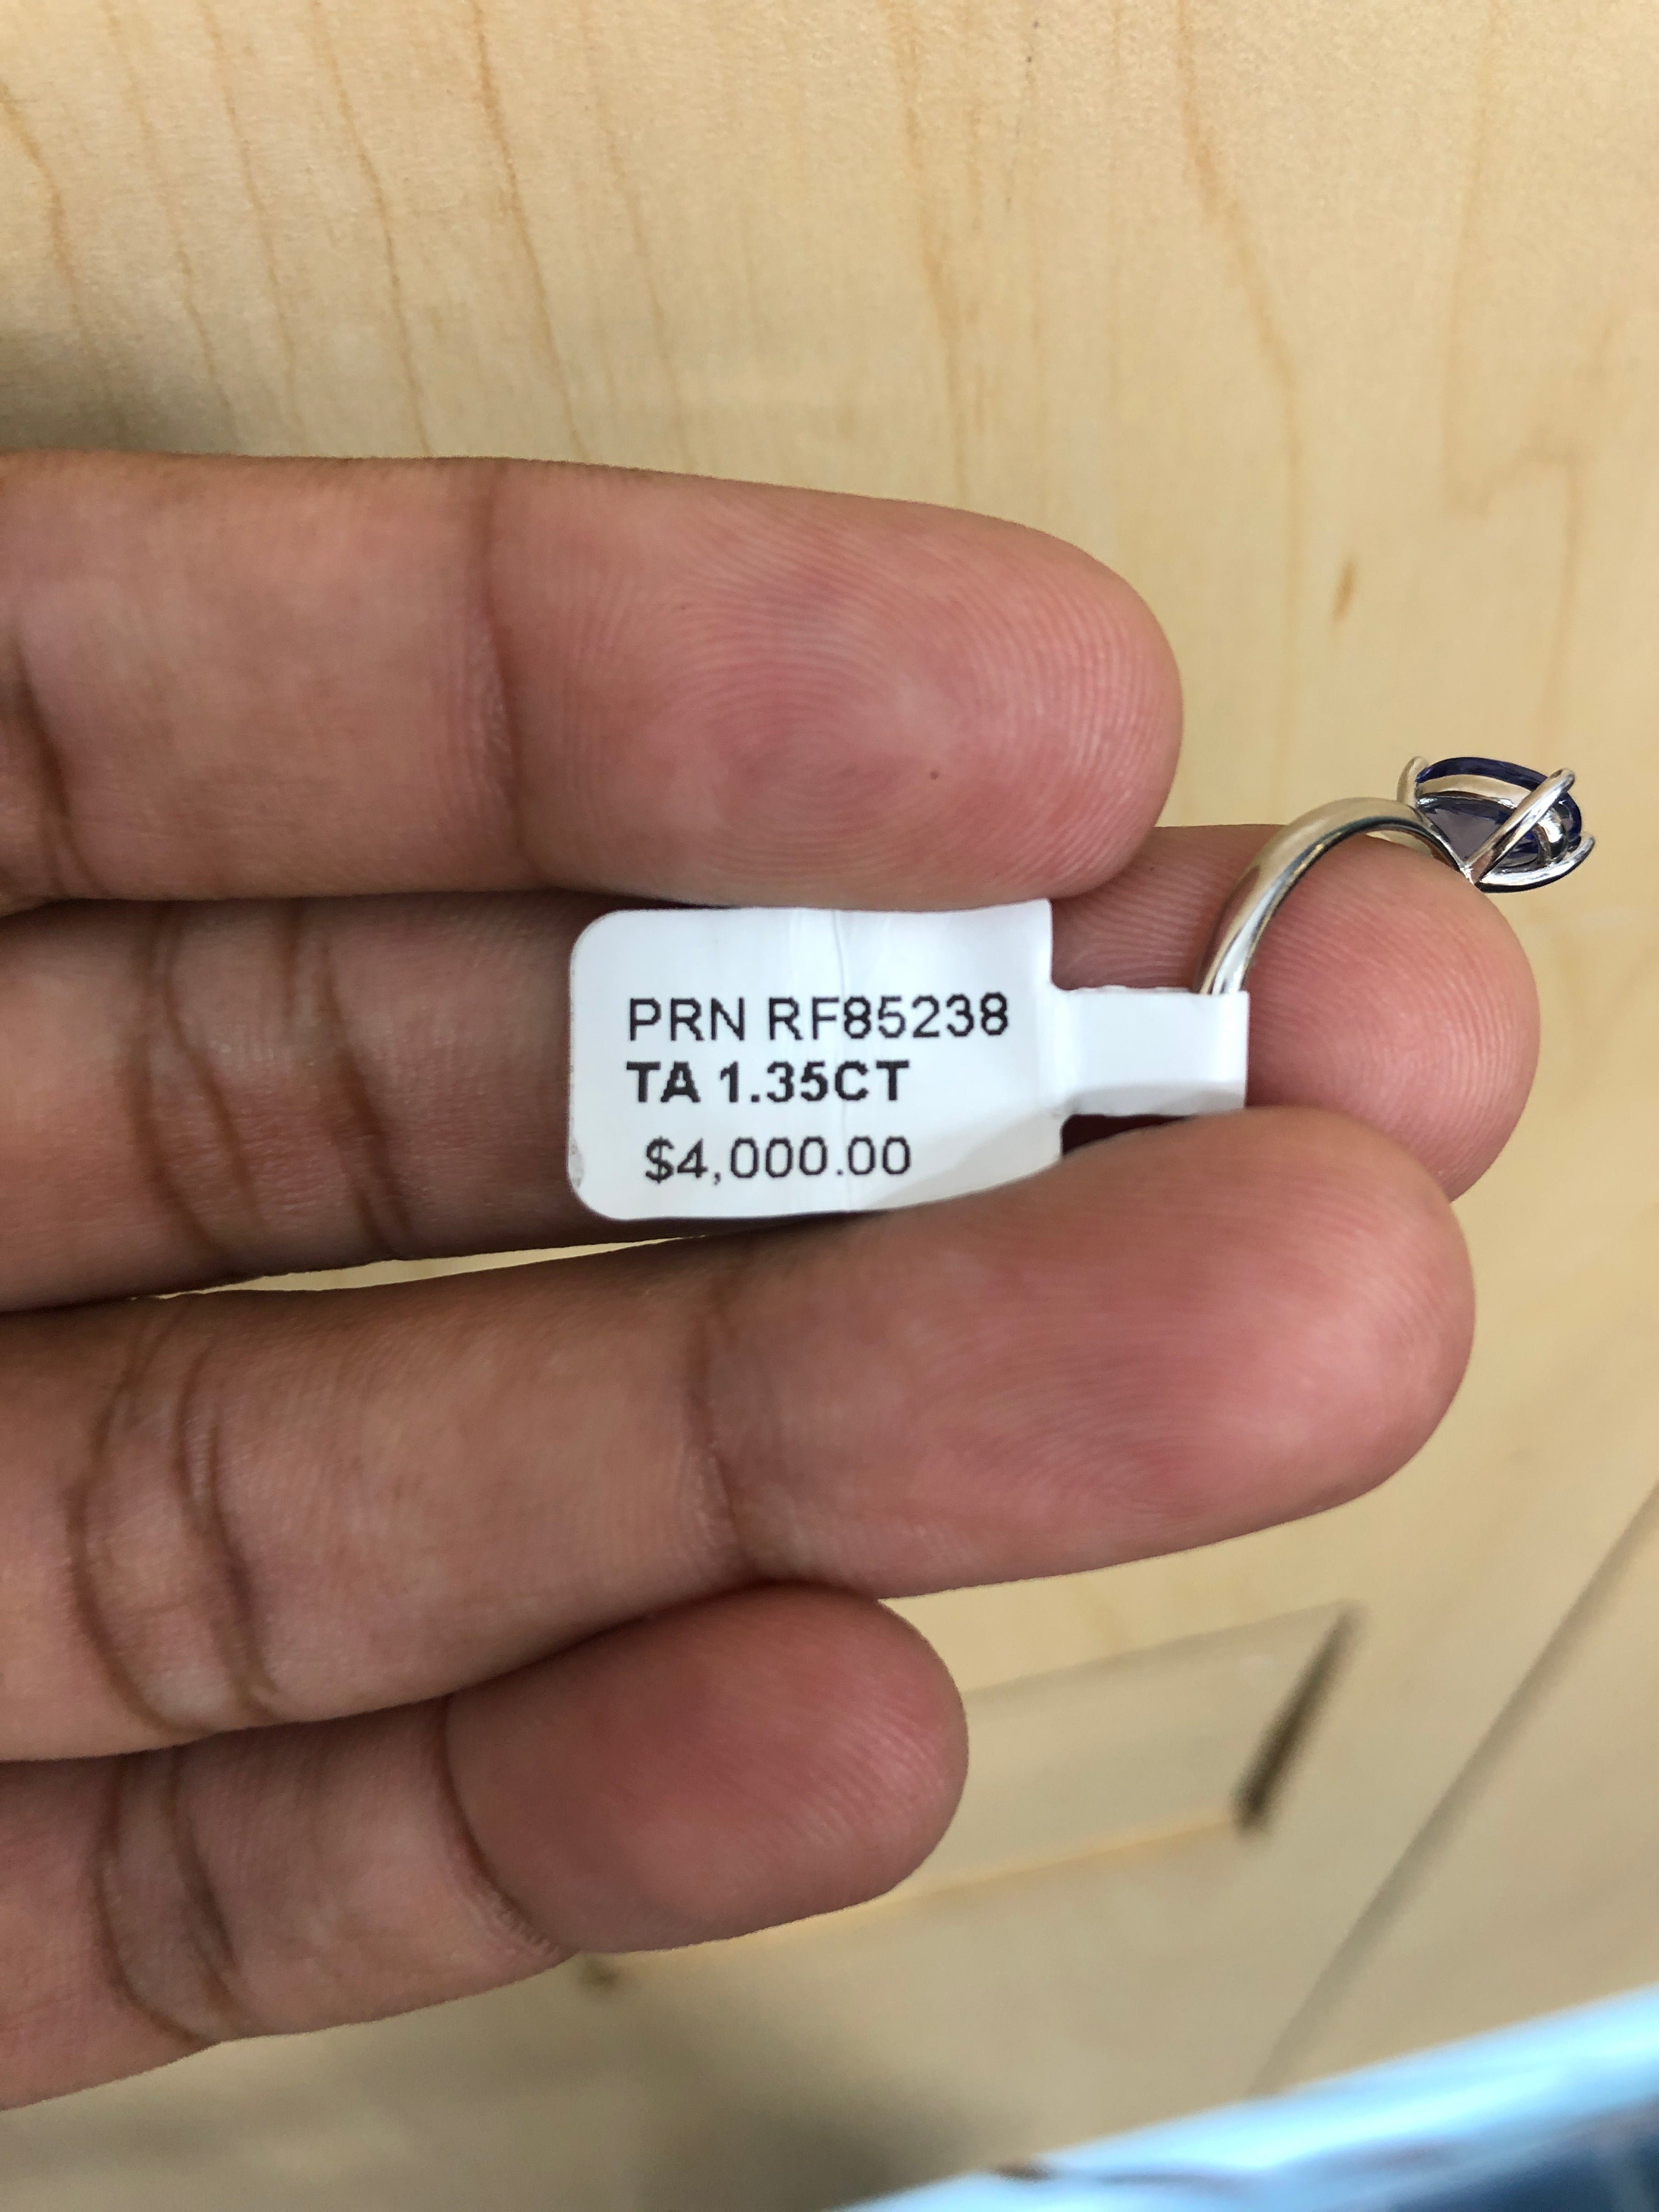 PRN RF85238
TA 1.35CT
$4,000.00